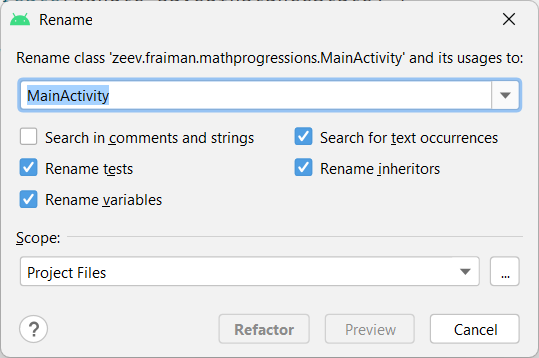 Rename
Rename class 'zeev.fraiman.mathprogressions.MainActivity' and its usages to:
MainActivity
Search in comments and strings
Search for text occurrences
Rename tests
Rename inheritors
Rename variables
Scope:
Project Files
...
?
Refactor
Preview
Cancel